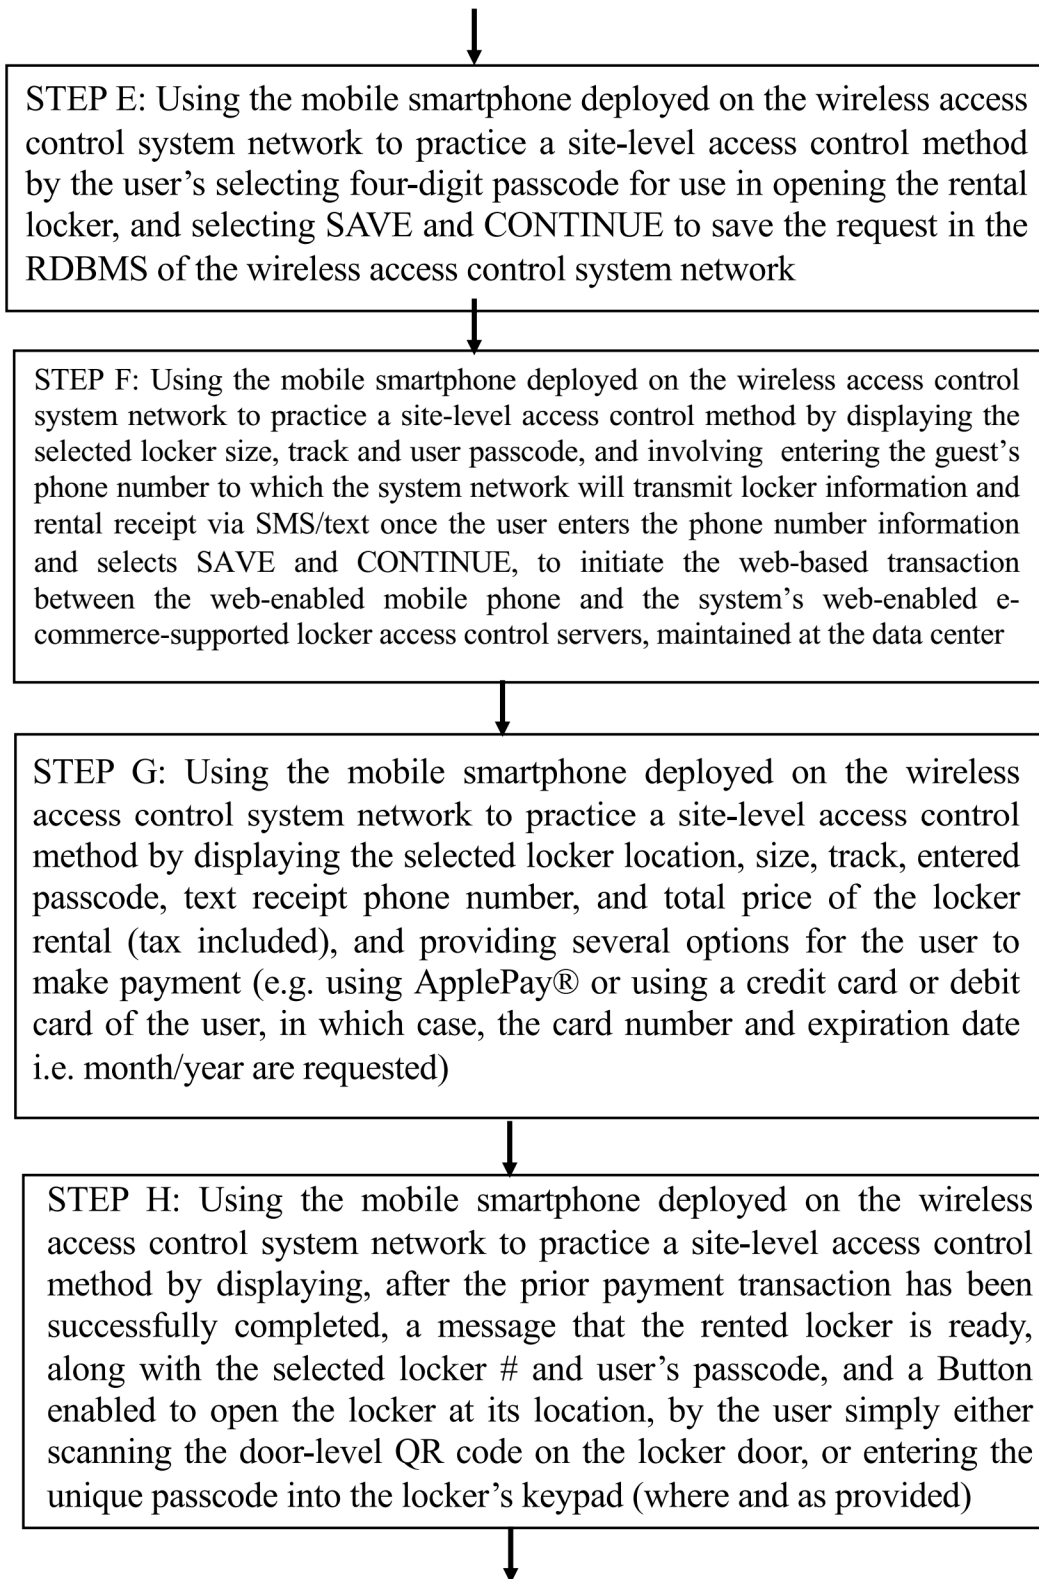 STEP E: Using the mobile smartphone deployed on the wireless access
control system network to practice a site-level access control method
by the user’s selecting four-digit passcode for use in opening the rental
locker, and selecting SAVE and CONTINUE to save the request in the
RDBMS of the wireless access control system network
STEP F: Using the mobile smartphone deployed on the wireless access control
system network to practice a site-level access control method by displaying the
selected locker size, track and user passcode, and involving entering the guest’s
phone number to which the system network will transmit locker information and
rental receipt via SMS/text once the user enters the phone number information
and selects SAVE and CONTINUE, to initiate the web-based transaction
between the web-enabled mobile phone and the system’s web-enabled e-
commerce-supported locker access control servers, maintained at the data center
STEP G: Using the mobile smartphone deployed on the wireless
access control system network to practice a site-level access control
method by displaying the selected locker location, size, track, entered
passcode, text receipt phone number, and total price of the locker
rental (tax included), and providing several options for the user to
make payment (e.g. using ApplePay® or using a credit card or debit
card of the user, in which case, the card number and expiration date
i.e. month/year are requested)
STEP H: Using the mobile smartphone deployed on the wireless
access control system network to practice a site-level access control
method by displaying, after the prior payment transaction has been
successfully completed, a message that the rented locker is ready,
along with the selected locker # and user’s passcode, and a Button
enabled to open the locker at its location, by the user simply either
scanning the door-level QR code on the locker door, or entering the
unique passcode into the locker’s keypad (where and as provided)